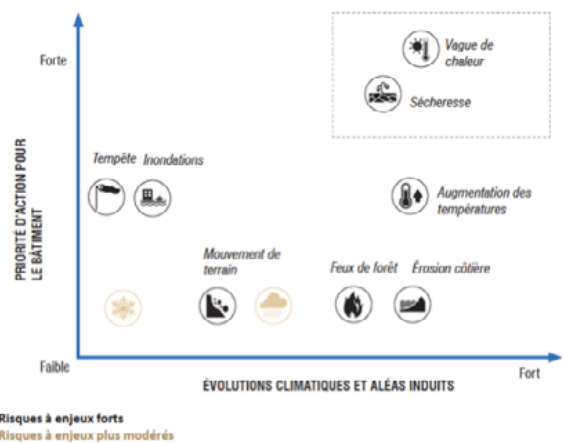 Forte
Vague de
chaleur
Sécheresse
Tempête Inondations
Augmentation des
températures
PRIORITÉ D'ACTION POUR
LE BÂTIMENT
Mouvement de
terrain
Feux de forêt Érosion côtière
Faible
Fort
ÉVOLUTIONS CLIMATIQUES ET ALÉAS INDUITS
Risques à enjeux forts
Risques à enjeux plus modérés